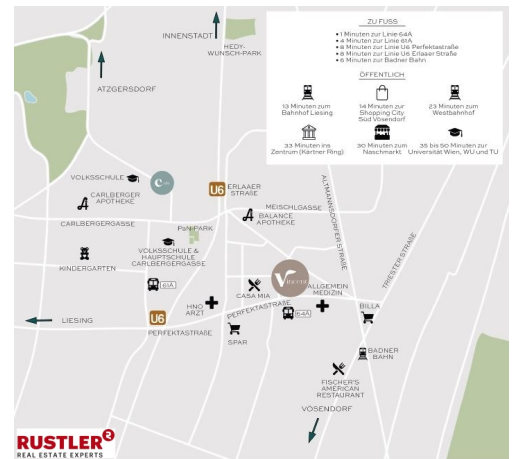 ZU FUSS
• 1 Minuten zur Linie 64A
• 4 Minuten zur Linie 61A
• 8 Minuten zur Linie U6 Perfektastraße
• 8 Minuten zur Linie U6 Erlaaer Straße
• 6 Minuten zur Badner Bahn
ÖFFENTLICH
13 Minuten zum
Bahnhof Liesing
14 Minuten zur
Shopping City
Süd Vösendorf
23 Minuten zum
Westbahnhof
33 Minuten ins
Zentrum (Kärtner Ring)
30 Minuten zum
Naschmarkt
35 bis 50 Minuten zur
Universität Wien, WU und TU
INNENSTADT
HEDY-
WUNSCH-PARK
ATZGERSDORF
VOLKSSCHULE
CARLBERGER
APOTHEKE
U6
ERLAAER
STRAßE
MEISCHLGASSE
BALANCE
APOTHEKE
ALTMANNSDORFER STRAßE
TRIESTER STRAßE
CARLBERGERGASSE
PaNiPARK
VOLKSSCHULE &
HAUPTSCHULE
CARLBERGERGASSE
KINDERGARTEN
61A
CASA MIA
ALLGEMEIN
MEDIZIN
HNO
ARZT
PERFEKTASTRAßE
64A
BILLA
LIESING
U6
PERFEKTASTRAßE
SPAR
BADNER
BAHN
FISCHER'S
AMERICAN
RESTAURANT
VÖSENDORF
RUSTLER
REAL ESTATE EXPERTS